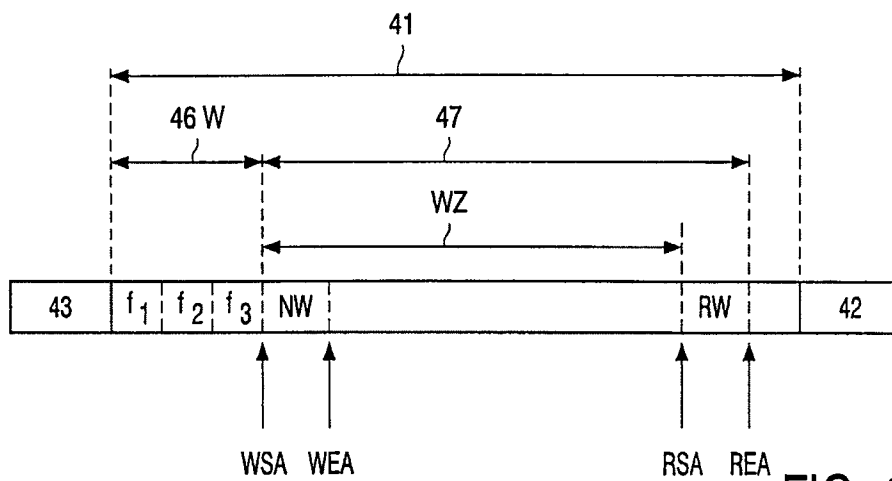 41
46 W 47
WZ
43 f1 f2 f3 NW RW 42
WSA WEA RSA REA